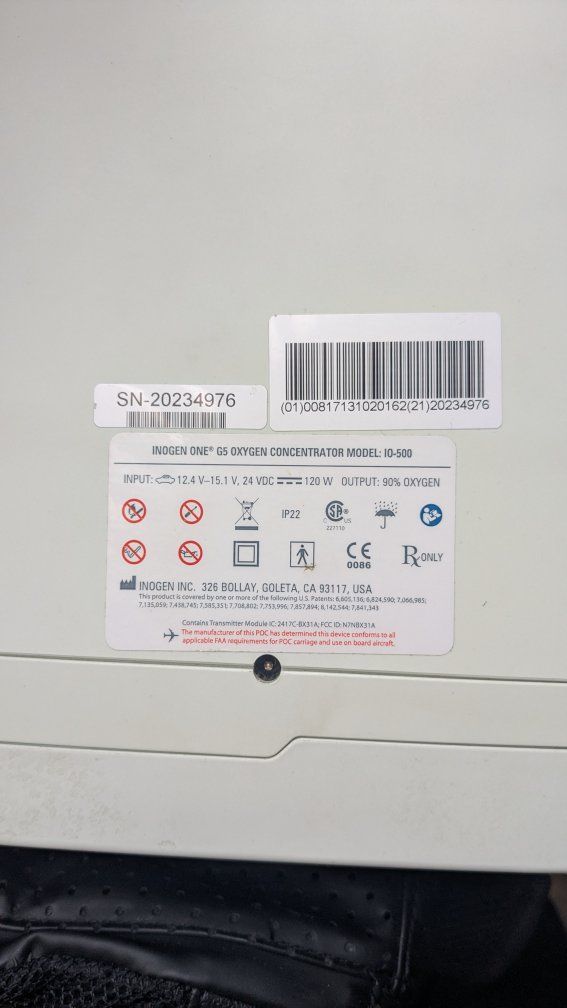 (01)00817131020162(21)20234976
SN-20234976
INOGEN ONE® G5 OXYGEN CONCENTRATOR MODEL: IO-500
INPUT: 12.4 V–15.1 V, 24 VDC 120 W OUTPUT: 90% OXYGEN
IP22
CSA® C US
227110
CE
0086
Rx ONLY
INOGEN INC. 326 BOLLAY, GOLETA, CA 93117, USA
This product is covered by one or more of the following U.S. Patents: 6,605,136; 6,824,590; 7,066,985;
7,135,059; 7,438,745; 7,585,351; 7,708,802; 7,753,996; 7,857,894; 8,142,544; 7,841,343
Contains Transmitter Module IC: 2417C-BX31A; FCC ID: N7NBX31A
The manufacturer of this POC has determined this device conforms to all
applicable FAA requirements for POC carriage and use on board aircraft.